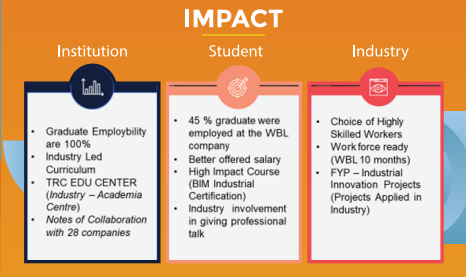 IMPACT
Institution
Student
Industry
• Graduate Employbility
are 100%
• Industry Led
Curriculum
• TRC EDU CENTER
(Industry – Academia
Centre)
• Notes of Collaboration
with 28 companies
• 45 % graduate were
employed at the WBL
company
• Better offered salary
• High Impact Course
(BIM Industrial
Certification)
• Industry involvement
in giving professional
talk
• Choice of Highly
Skilled Workers
• Work force ready
(WBL 10 months)
• FYP – Industrial
Innovation Projects
(Projects Applied in
Industry)